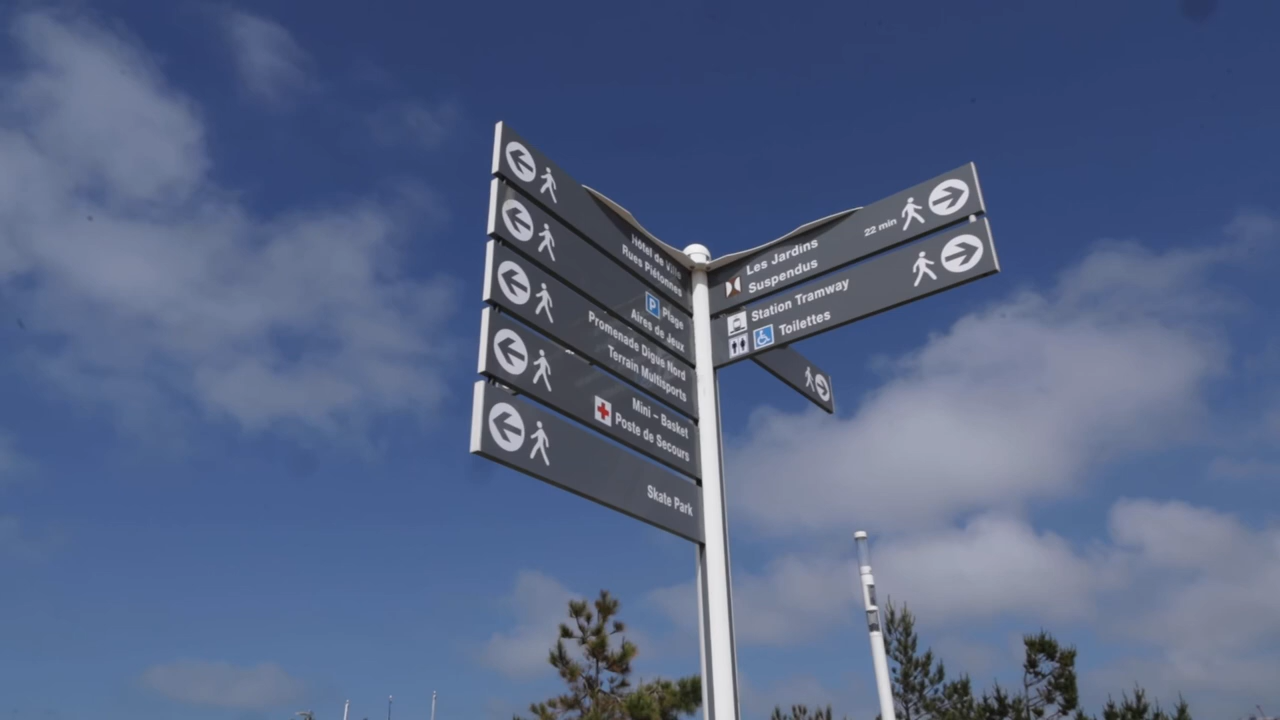 Hôtel de Ville
Rues Piétonnes
P Plage
Aires de Jeux
Promenade Digue Nord
Terrain Multisports
Mini - Basket
Poste de Secours
Skate Park
Les Jardins
Suspendus
22 min
Station Tramway
Toilettes